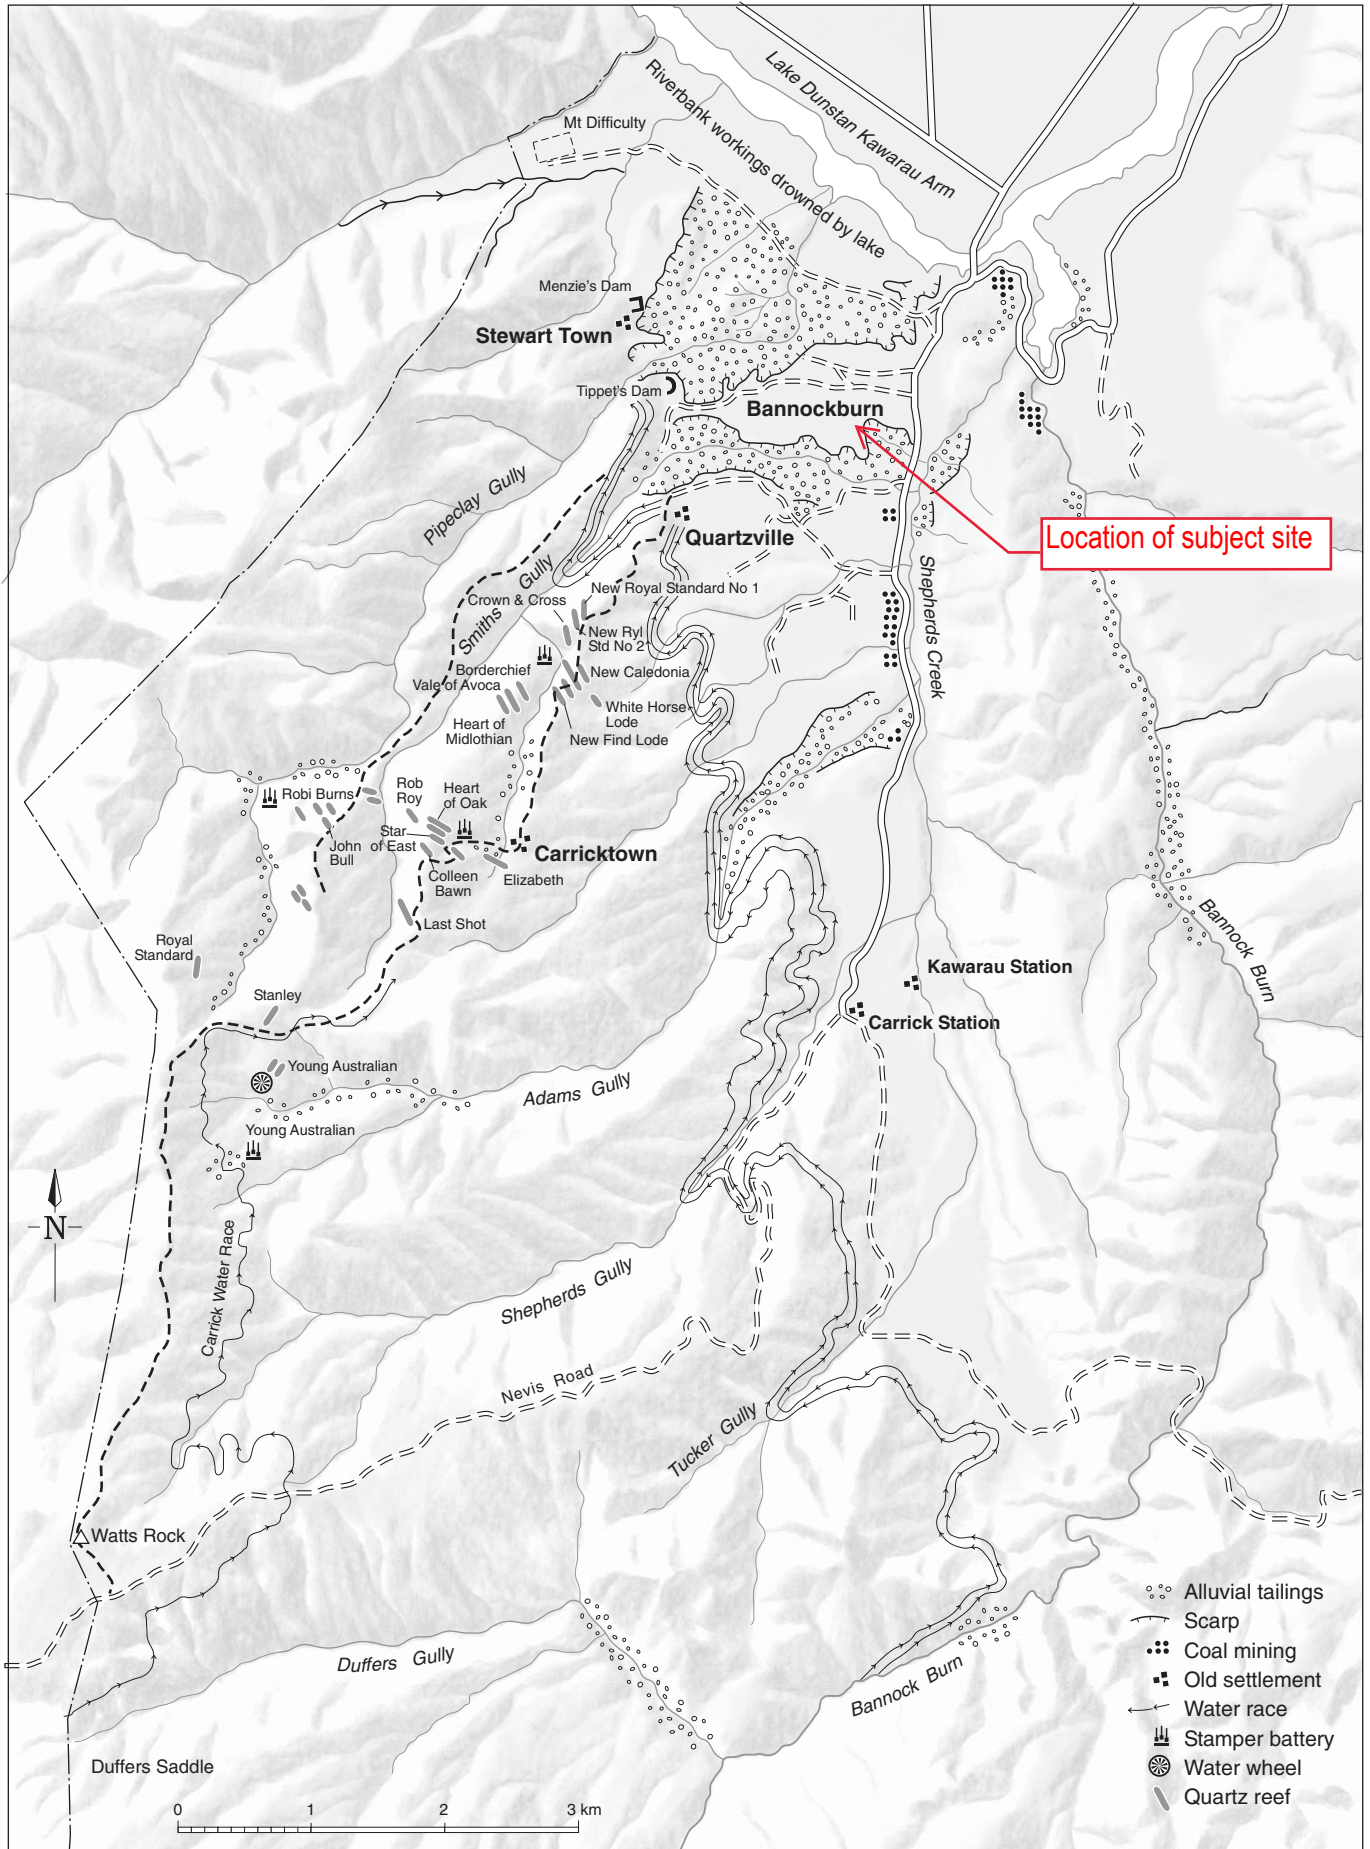 Lake Dunstan Kawarau Arm
Riverbank workings drowned by lake
Mt Difficulty
Menzie's Dam
Stewart Town
Tippet's Dam
Bannockburn
Pipeclay Gully
Quartzville
Location of subject site
Smiths Gully
Shepherds Creek
Crown & Cross
New Royal Standard No 1
New Ryl
Std No 2
Borderchief
Vale of Avoca
New Caledonia
White Horse
Lode
Heart of
Midlothian
New Find Lode
Robi Burns
Rob
Roy
Heart
of Oak
John
Bull
Star
of East
Carricktown
Colleen
Bawn
Elizabeth
Last Shot
Bannock Burn
Royal
Standard
Kawarau Station
Stanley
Carrick Station
Young Australian
Adams Gully
Young Australian
N
Carrick Water Race
Shepherds Gully
Nevis Road
Tucker Gully
Watts Rock
Duffers Gully
Bannock Burn
Duffers Saddle
Alluvial tailings
Scarp
Coal mining
Old settlement
Water race
Stamper battery
Water wheel
Quartz reef
0 1 2 3 km